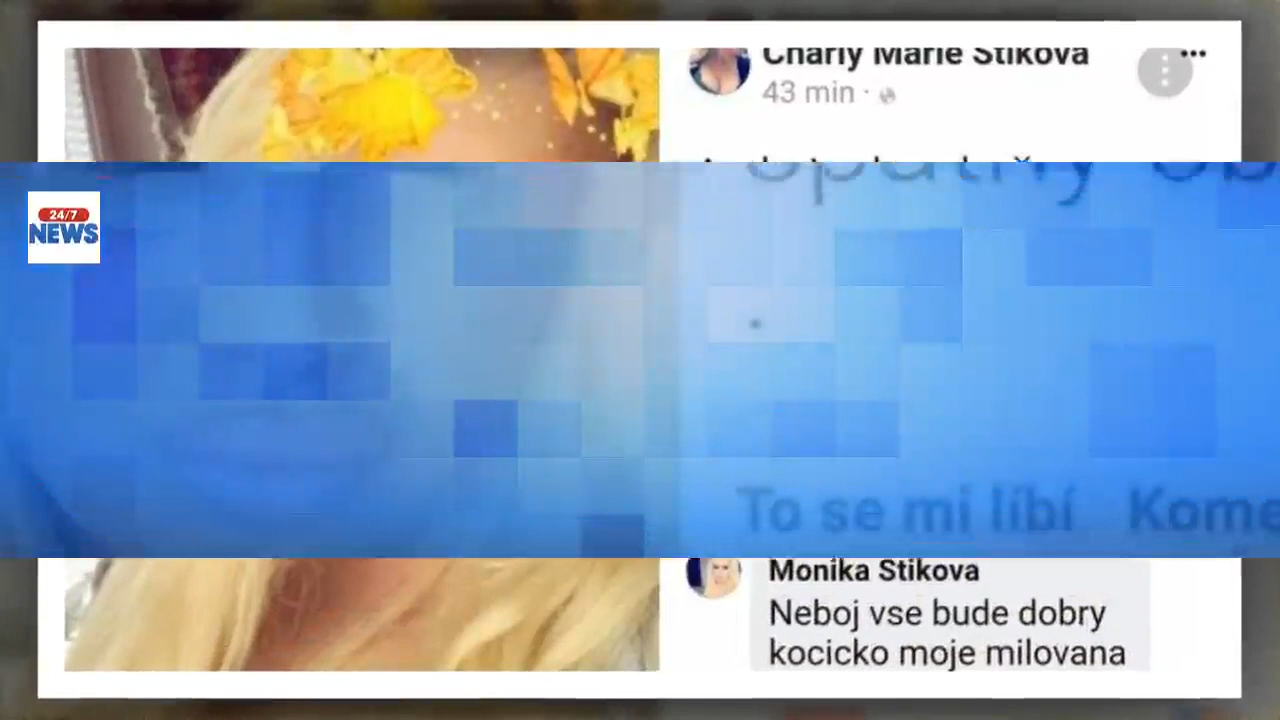 Charly Marie Štikova
43 min ·
24/7
NEWS
To se mi líbí
Monika Stikova
Neboj vse bude dobry
kocicko moje milovana